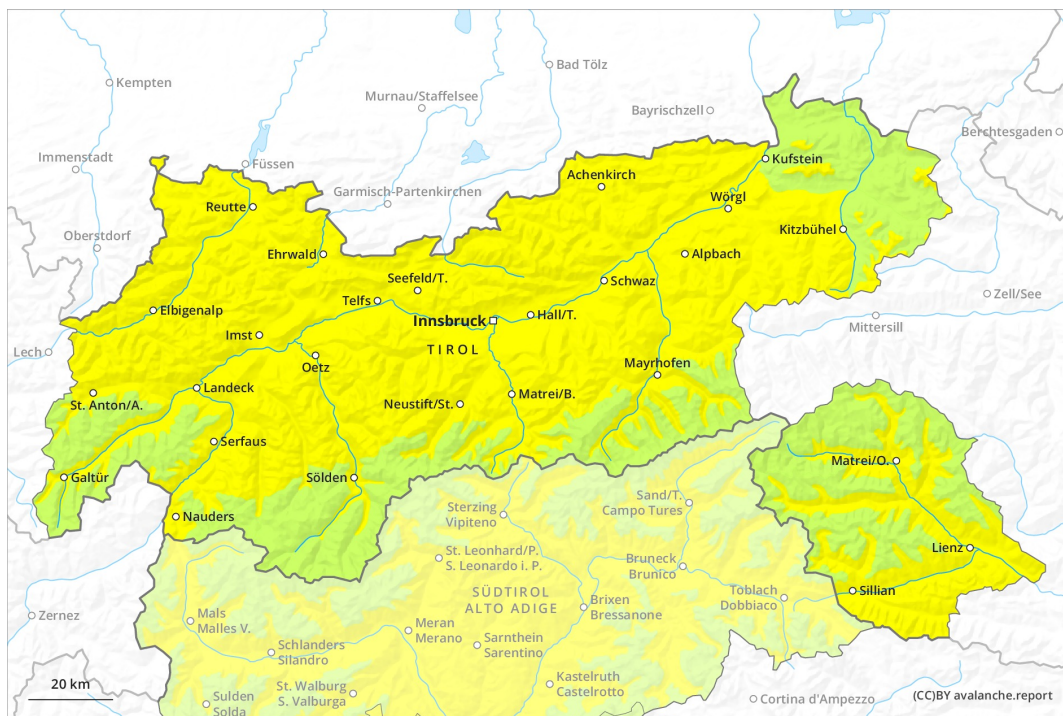 Kempten
Bad Tölz
Murnau/Staffelsee
Bayrischzell
Berchtesgaden
Immenstadt
Füssen
Kufstein
Garmisch-Partenkirchen
Achenkirch
Reutte
Wörgl
Oberstdorf
Kitzbühel
Ehrwald
Alpbach
Seefeld/T.
Schwaz
Telfs
Zell/See
Elbigenalp
Innsbruck
Hall/T.
Mittersill
Imst
TIROL
Lech
Oetz
Mayrhofen
Landeck
Matrei/B.
St. Anton/A.
Neustift/St.
Serfaus
Matrei/O.
Galtür
Sölden
Sand/T.
Campo Tures
Sterzing
Vipiteno
Nauders
Lienz
St. Leonhard/P.
S. Leonardo i. P.
Bruneck
Brunico
Sillian
SÜDTIROL
ALTO ADIGE
Toblach
Dobbiaco
Zernez
Mals
Malles V.
Brixen
Bressanone
Meran
Merano
Schlanders
Silandro
Sarnthein
Sarentino
20 km
St. Walburg
S. Valburga
Kastelruth
Castelrotto
Sulden
Solda
Cortina d'Ampezzo
(CC)BY avalanche.report